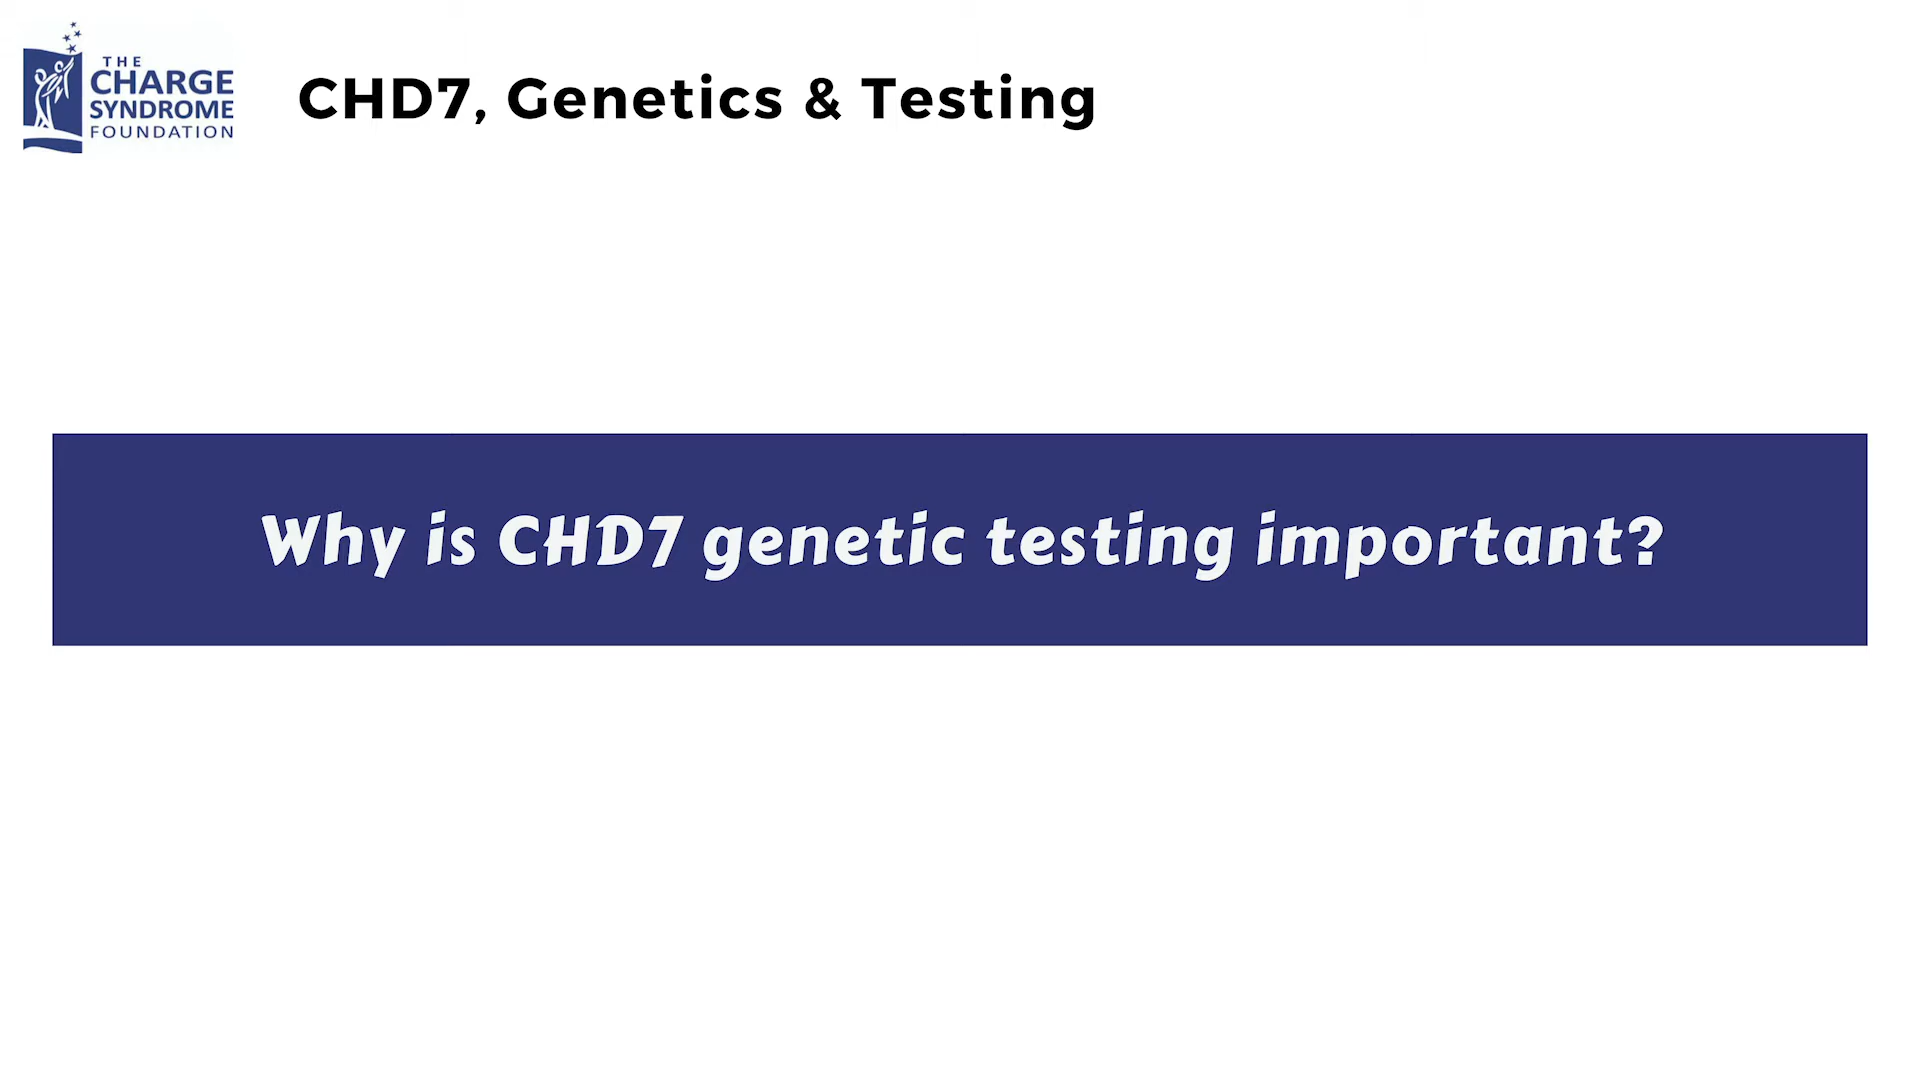 THE
CHARGE
SYNDROME
FOUNDATION
CHD7, Genetics & Testing
Why is CHD7 genetic testing important?